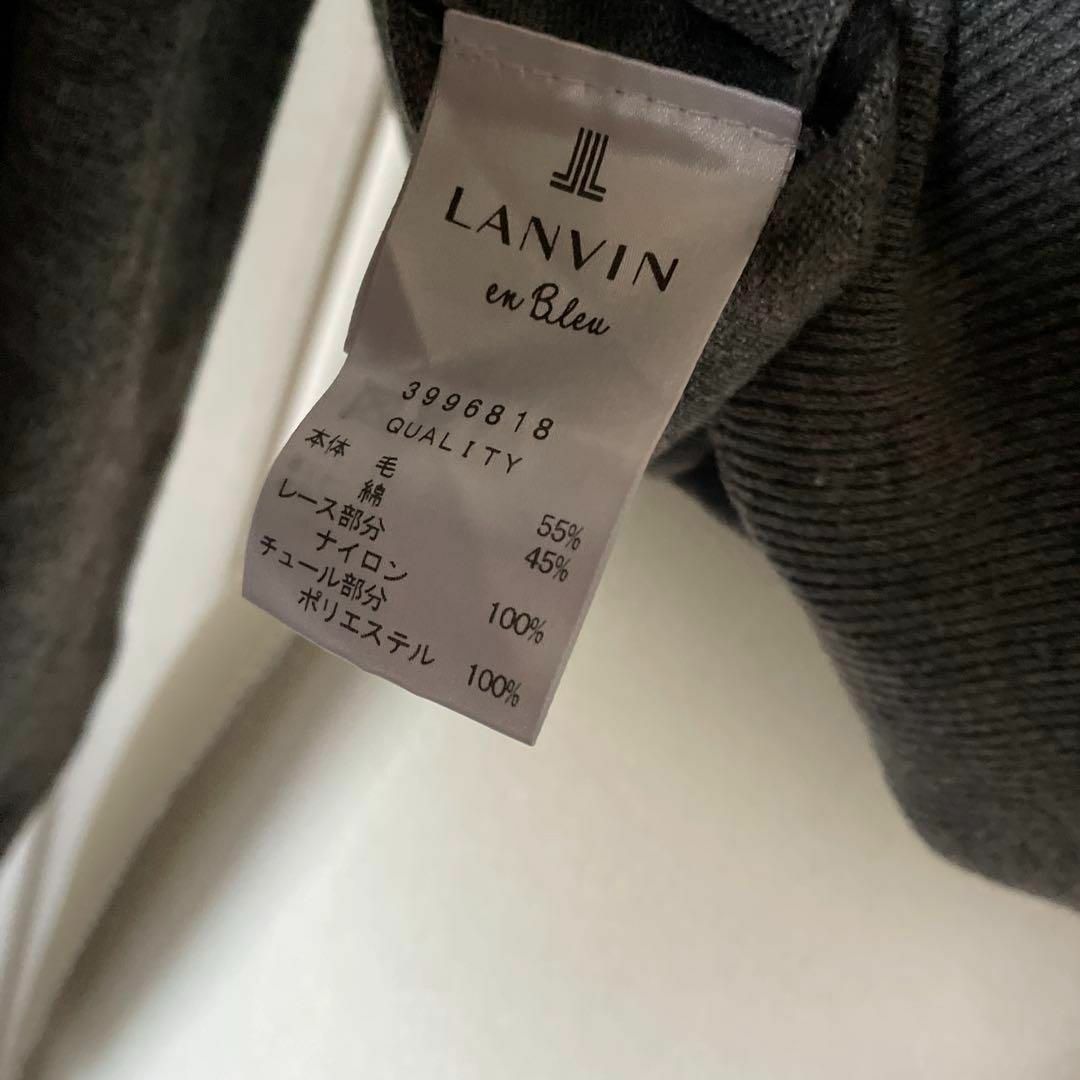 LANVIN
en Bleu
3996818
QUALITY
本体 毛 55%
綿 45%
レース部分
ナイロン 100%
チュール部分
ポリエステル 100%